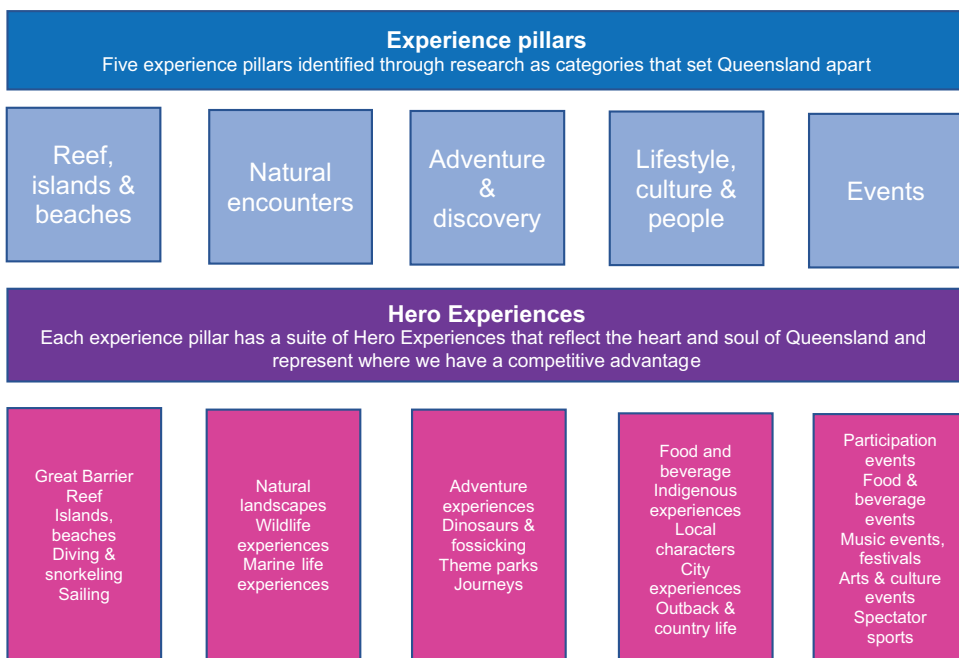 Experience pillars
Five experience pillars identified through research as categories that set Queensland apart
Reef,
islands &
beaches
Natural
encounters
Adventure
&
discovery
Lifestyle,
culture &
people
Events
Hero Experiences
Each experience pillar has a suite of Hero Experiences that reflect the heart and soul of Queensland and
represent where we have a competitive advantage
Great Barrier
Reef
Islands,
beaches
Diving &
snorkeling
Sailing
Natural
landscapes
Wildlife
experiences
Marine life
experiences
Adventure
experiences
Dinosaurs &
fossicking
Theme parks
Journeys
Food and
beverage
Indigenous
experiences
Local
characters
City
experiences
Outback &
country life
Participation
events
Food &
beverage
events
Music events,
festivals
Arts & culture
events
Spectator
sports